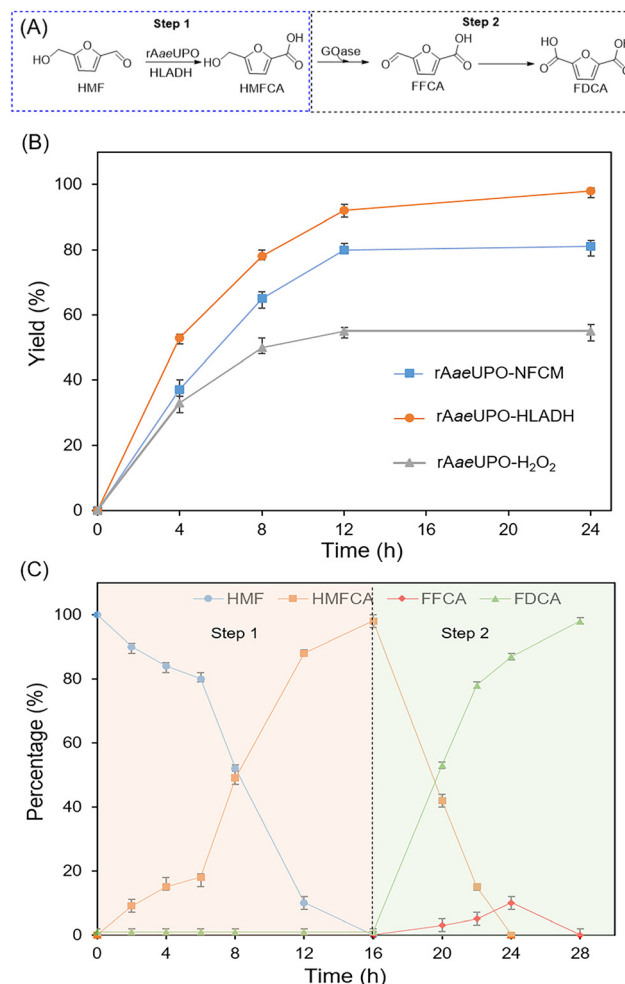 (A)
Step 1
Step 2
HO
O
HMF
rAaeUPO
HLADH
HO
OH
O
HMFCA
GOase
O
OH
O
FFCA
HO
O
OH
O
FDCA
(B)
100
80
60
40
20
0
Yield (%)
rAaeUPO-NFCM
rAaeUPO-HLADH
rAaeUPO-H₂O₂
0 4 8 12 16 20 24
Time (h)
(C)
HMF HMFCA FFCA FDCA
Step 1 Step 2
100
80
60
40
20
0
Percentage (%)
0 4 8 12 16 20 24 28
Time (h)